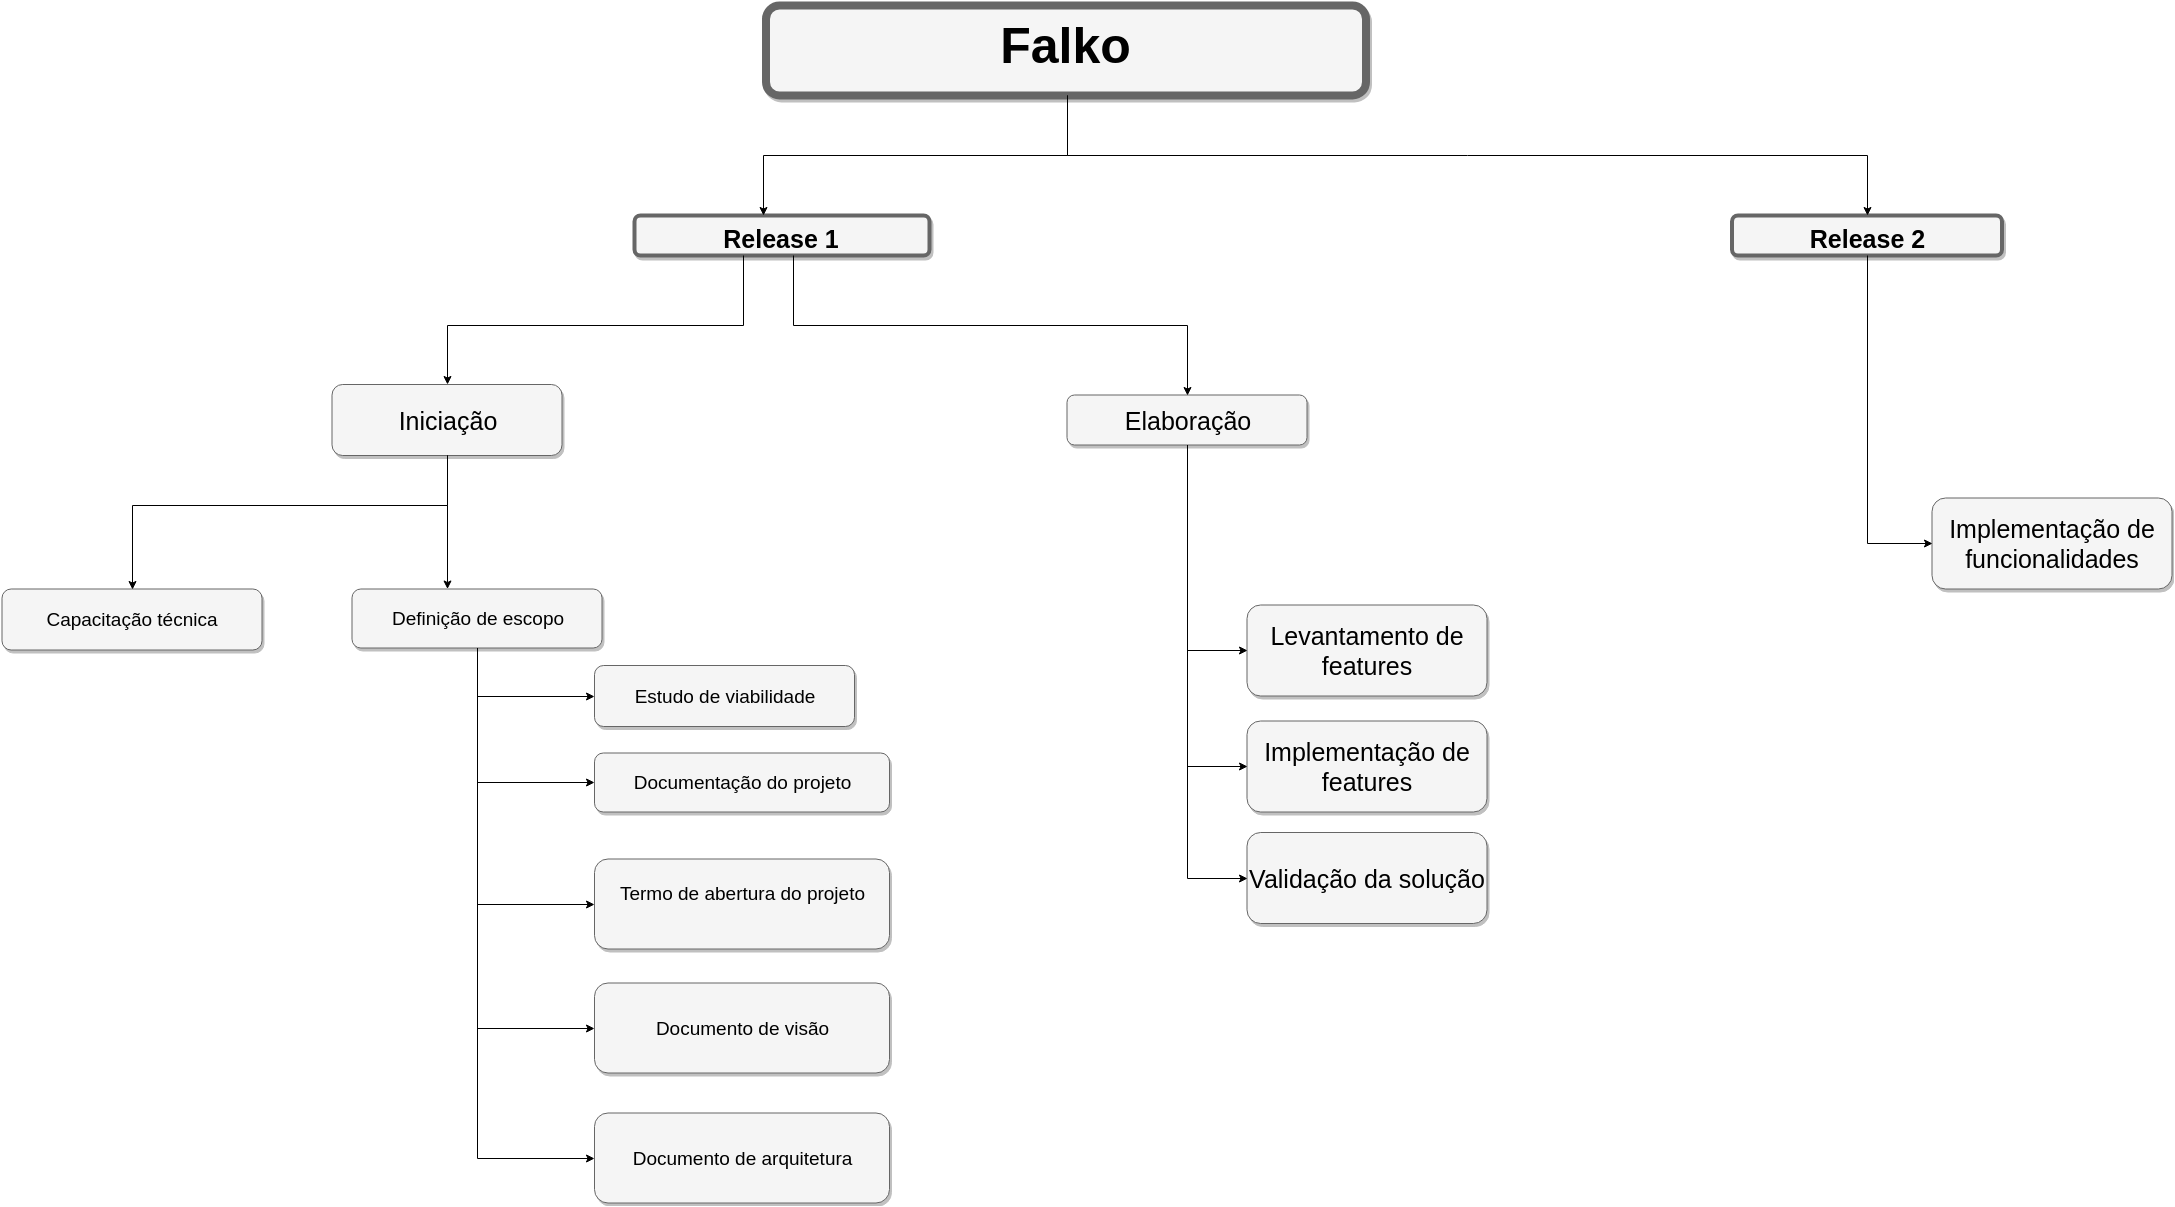 Falko
Release 1
Release 2
Iniciação
Elaboração
Implementação de
funcionalidades
Capacitação técnica
Definição de escopo
Levantamento de
features
Estudo de viabilidade
Implementação de
features
Documentação do projeto
Validação da solução
Termo de abertura do projeto
Documento de visão
Documento de arquitetura